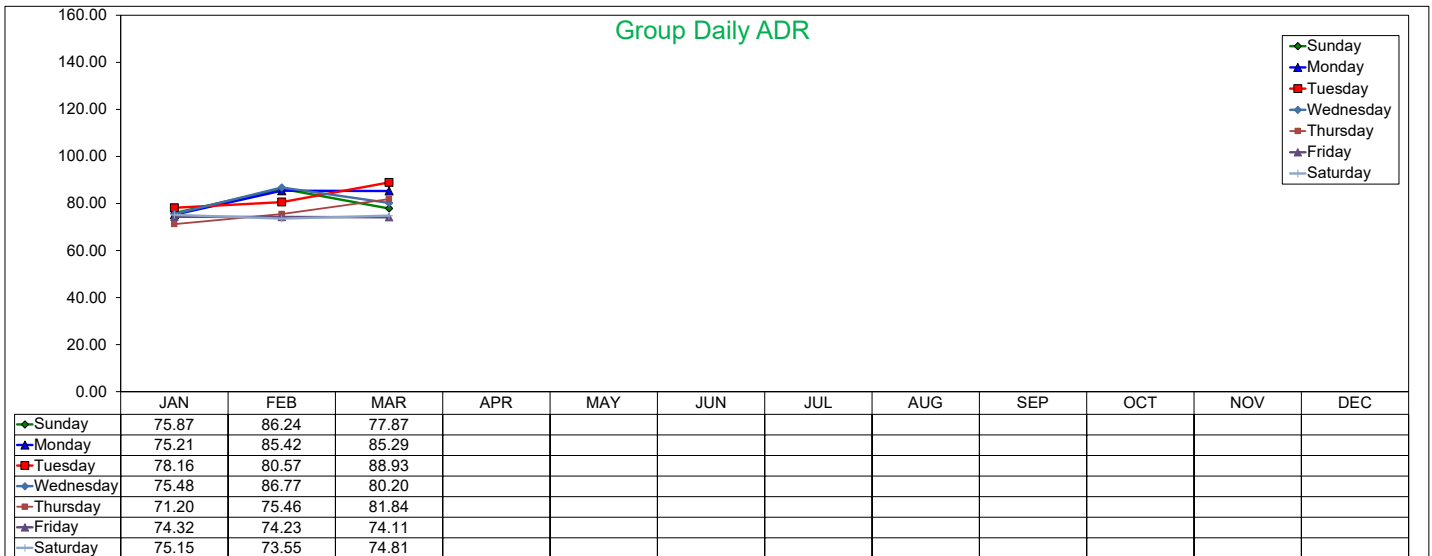 Group Daily ADR
160.00
140.00
120.00
100.00
80.00
60.00
40.00
20.00
0.00
Sunday
Monday
Tuesday
Wednesday
Thursday
Friday
Saturday
JAN FEB MAR APR MAY JUN JUL AUG SEP OCT NOV DEC
Sunday 75.87 86.24 77.87
Monday 75.21 85.42 85.29
Tuesday 78.16 80.57 88.93
Wednesday 75.48 86.77 80.20
Thursday 71.20 75.46 81.84
Friday 74.32 74.23 74.11
Saturday 75.15 73.55 74.81